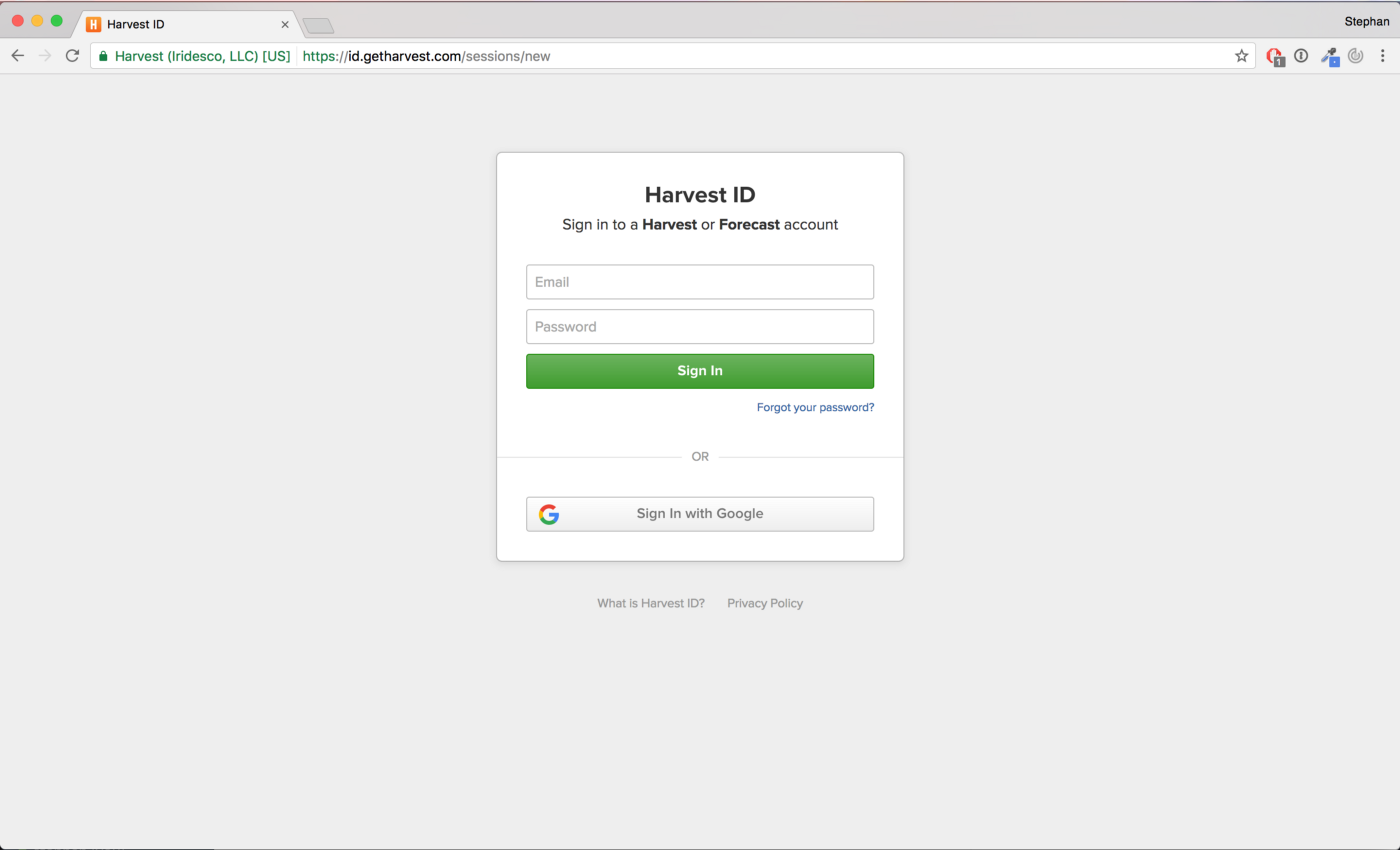 Harvest ID
Stephan
Harvest (Iridesco, LLC) [US] https://id.getharvest.com/sessions/new
1
Harvest ID
Sign in to a Harvest or Forecast account
Email
Password
Sign In
Forgot your password?
OR
Sign In with Google
What is Harvest ID? Privacy Policy